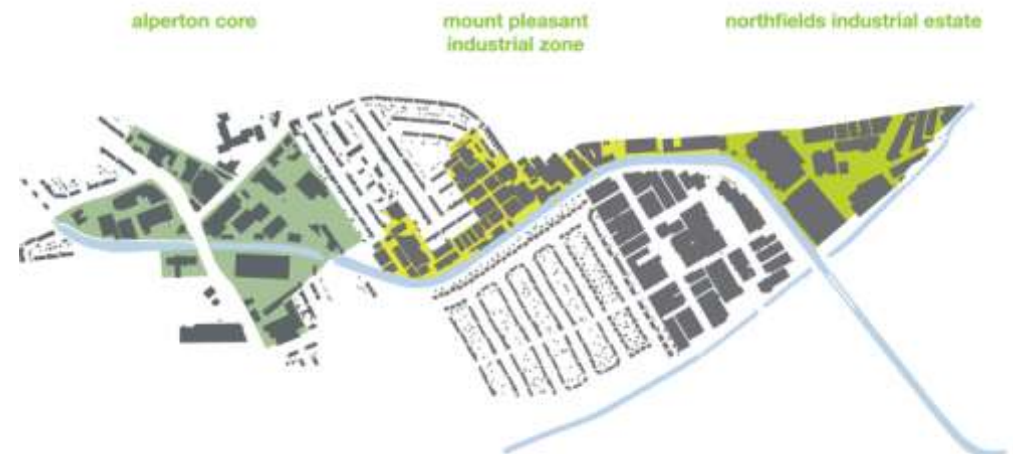 alperton core
mount pleasant
industrial zone
northfields industrial estate